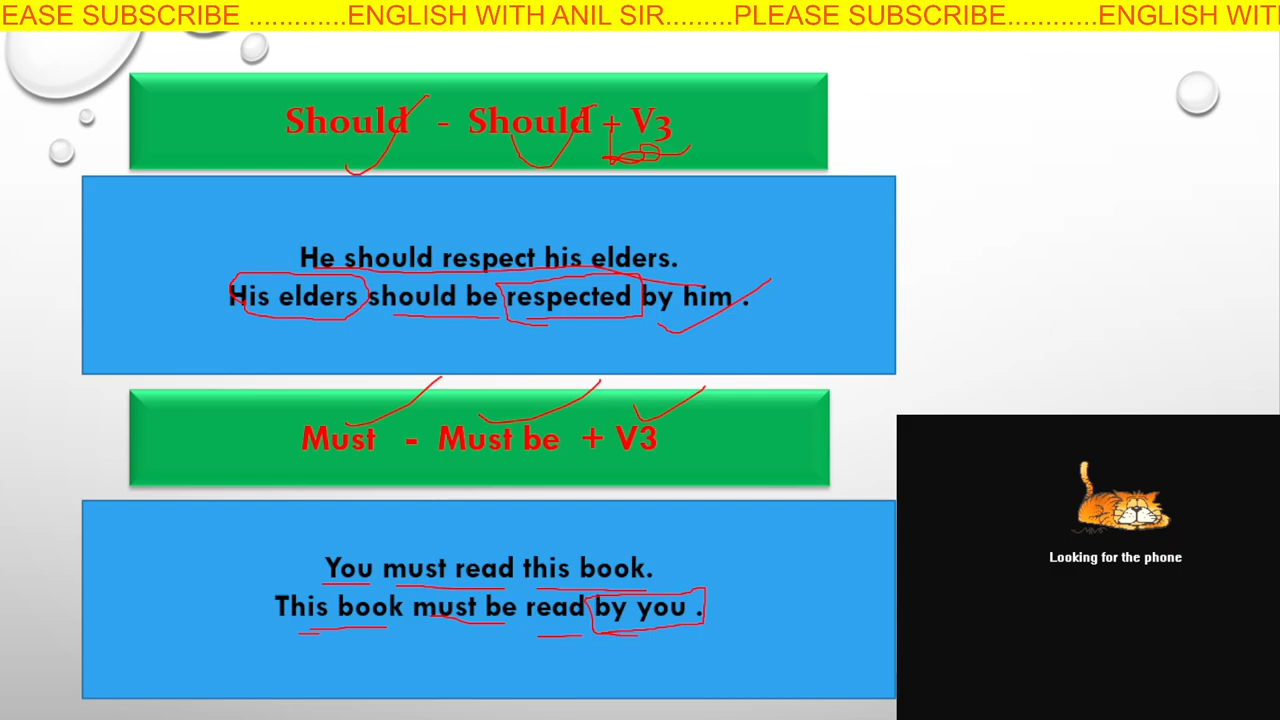 EASE SUBSCRIBE .............ENGLISH WITH ANIL SIR.........PLEASE SUBSCRIBE............ENGLISH WIT
Should - Should + V3
He should respect his elders.
His elders should be respected by him .
Must - Must be + V3
You must read this book.
This book must be read by you .
Looking for the phone